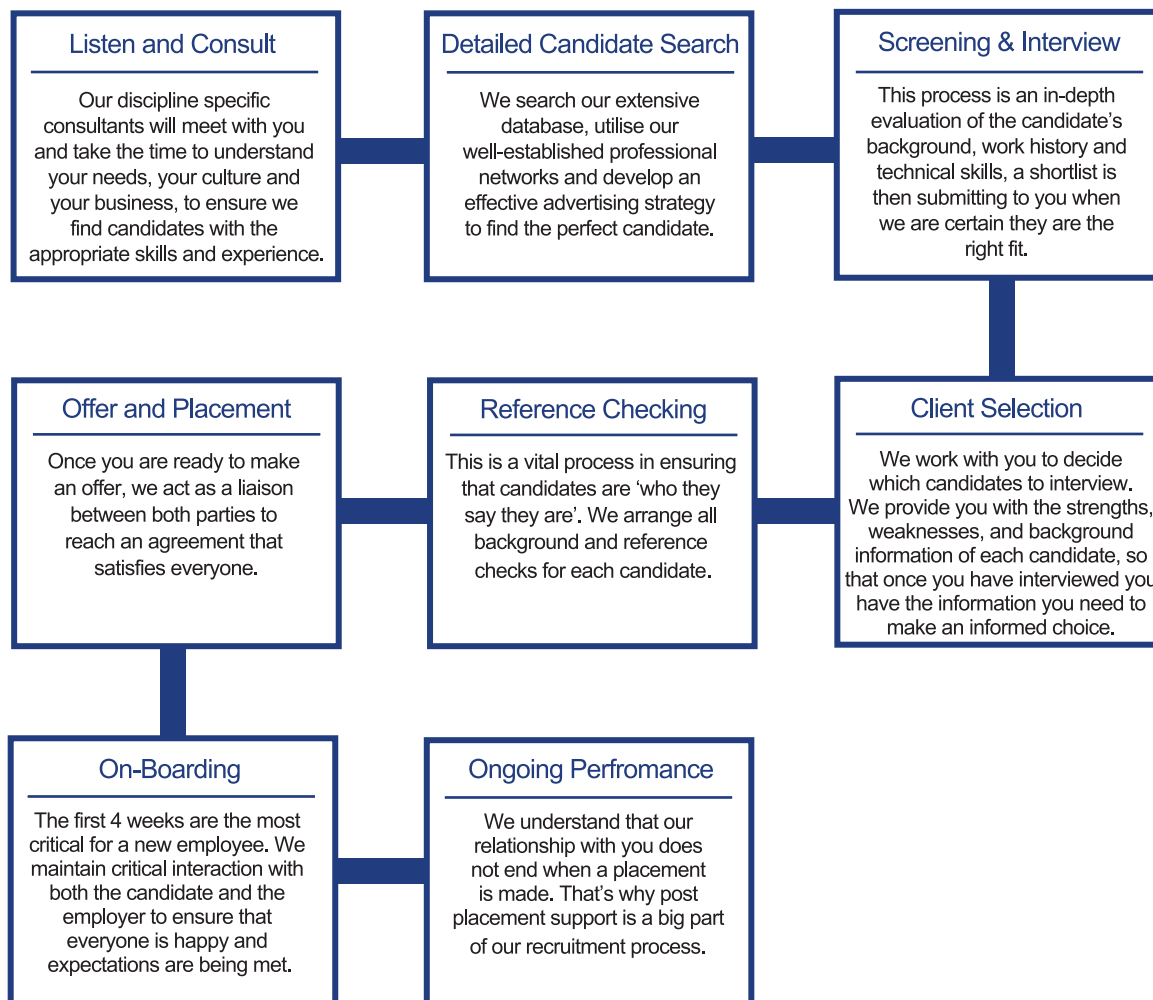 Listen and Consult
Our discipline specific
consultants will meet with you
and take the time to understand
your needs, your culture and
your business, to ensure we
find candidates with the
appropriate skills and experience.
Detailed Candidate Search
We search our extensive
database, utilise our
well-established professional
networks and develop an
effective advertising strategy
to find the perfect candidate.
Screening & Interview
This process is an in-depth
evaluation of the candidate's
background, work history and
technical skills, a shortlist is
then submitting to you when
we are certain they are the
right fit.
Client Selection
We work with you to decide
which candidates to interview.
We provide you with the strengths,
weaknesses, and background
information of each candidate, so
that once you have interviewed you
have the information you need to
make an informed choice.
Reference Checking
This is a vital process in ensuring
that candidates are ‘who they
say they are’. We arrange all
background and reference
checks for each candidate.
Offer and Placement
Once you are ready to make
an offer, we act as a liaison
between both parties to
reach an agreement that
satisfies everyone.
On-Boarding
The first 4 weeks are the most
critical for a new employee. We
maintain critical interaction with
both the candidate and the
employer to ensure that
everyone is happy and
expectations are being met.
Ongoing Perfromance
We understand that our
relationship with you does
not end when a placement
is made. That’s why post
placement support is a big part
of our recruitment process.